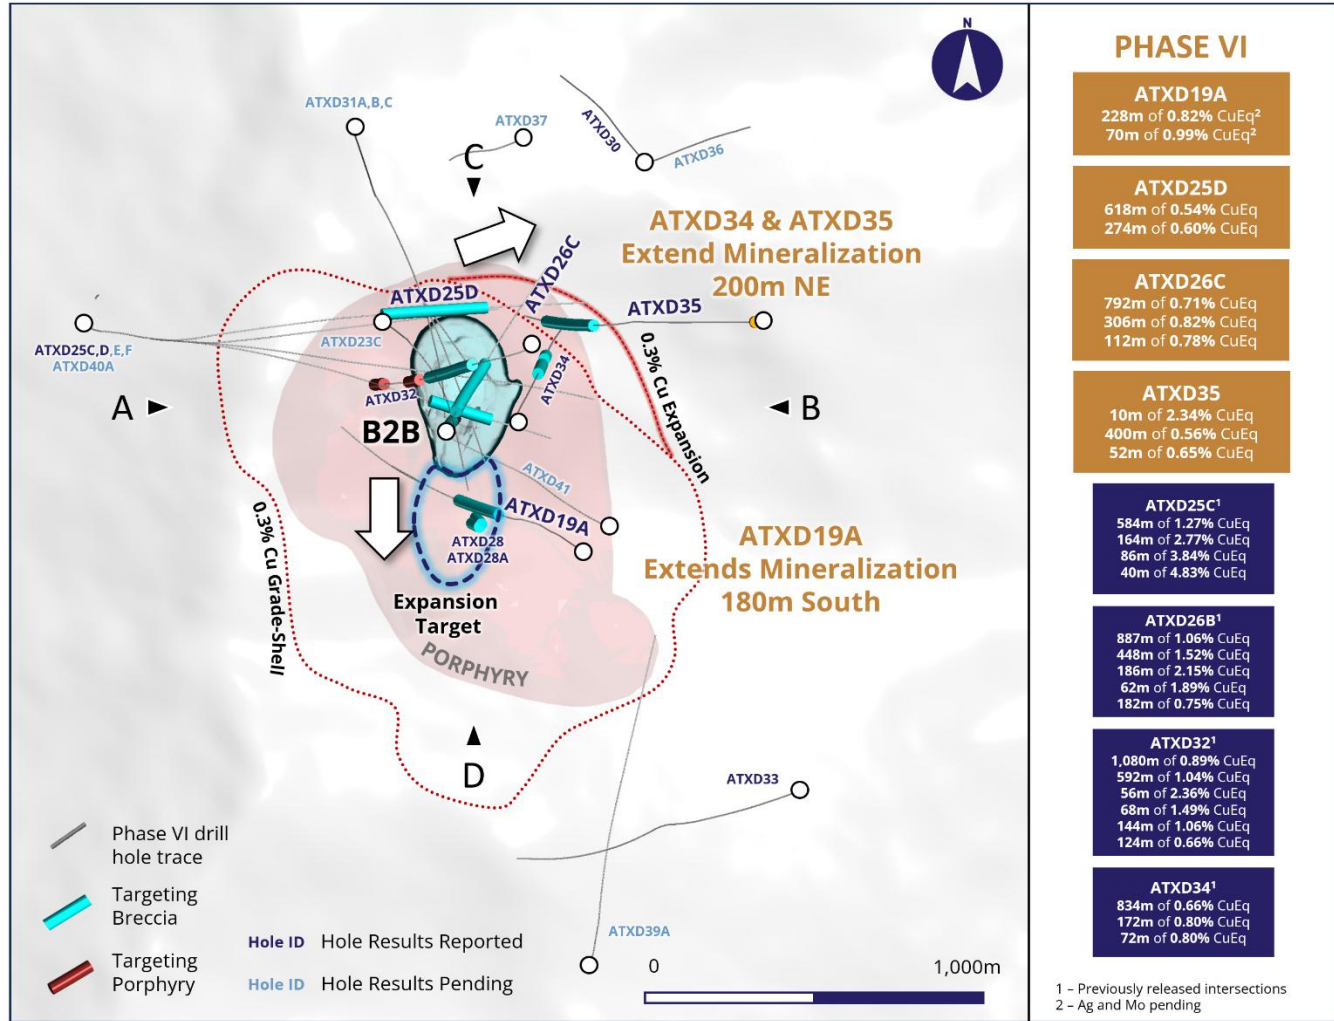 N
ATXD31A,B,C
ATXD37
ATXD30
ATXD36
C
ATXD34 & ATXD35
Extend Mineralization
200m NE
ATXD26C
ATXD25D
ATXD35
ATXD23C
ATXD25C,D,E,F
ATXD40A
ATXD32
ATXD34
A
B
B2B
0.3% Cu Expansion
ATXD41
ATXD19A
ATXD28
ATXD28A
ATXD19A
Extends Mineralization
180m South
0.3% Cu Grade-Shell
Expansion
Target
PORPHYRY
D
ATXD33
ATXD39A
Phase VI drill
hole trace
Targeting
Breccia
Targeting
Porphyry
Hole ID Hole Results Reported
Hole ID Hole Results Pending
0 1,000m
PHASE VI
ATXD19A
228m of 0.82% CuEq²
70m of 0.99% CuEq²
ATXD25D
618m of 0.54% CuEq
274m of 0.60% CuEq
ATXD26C
792m of 0.71% CuEq
306m of 0.82% CuEq
112m of 0.78% CuEq
ATXD35
10m of 2.34% CuEq
400m of 0.56% CuEq
52m of 0.65% CuEq
ATXD25C¹
584m of 1.27% CuEq
164m of 2.77% CuEq
86m of 3.84% CuEq
40m of 4.83% CuEq
ATXD26B¹
887m of 1.06% CuEq
448m of 1.52% CuEq
186m of 2.15% CuEq
62m of 1.89% CuEq
182m of 0.75% CuEq
ATXD32¹
1,080m of 0.89% CuEq
592m of 1.04% CuEq
56m of 2.36% CuEq
68m of 1.49% CuEq
144m of 1.06% CuEq
124m of 0.66% CuEq
ATXD34¹
834m of 0.66% CuEq
172m of 0.80% CuEq
72m of 0.80% CuEq
1 – Previously released intersections
2 – Ag and Mo pending